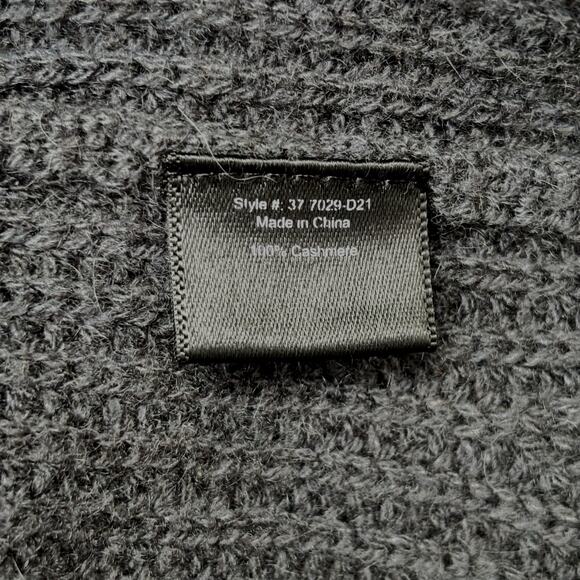 Style #: 37 7029-D21
Made in China
100% Cashmere